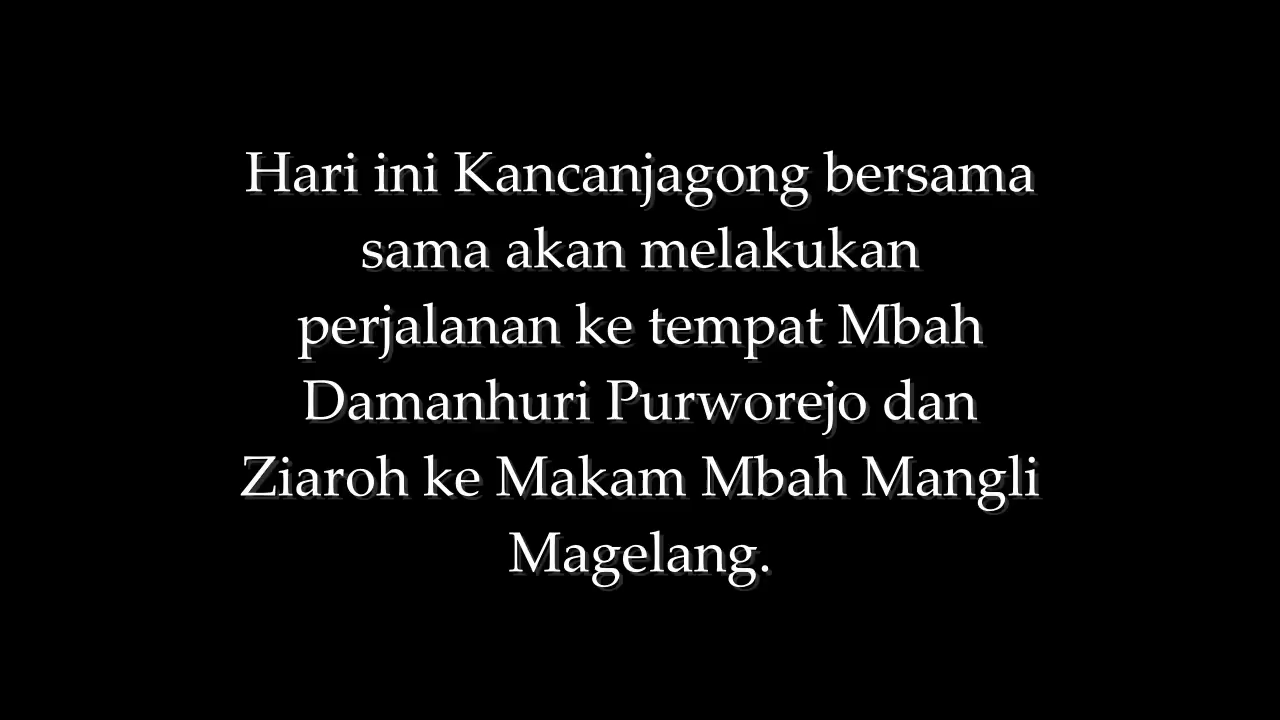 Hari ini Kancanjagong bersama
sama akan melakukan
perjalanan ke tempat Mbah
Damanhuri Purworejo dan
Ziaroh ke Makam Mbah Mangli
Magelang.